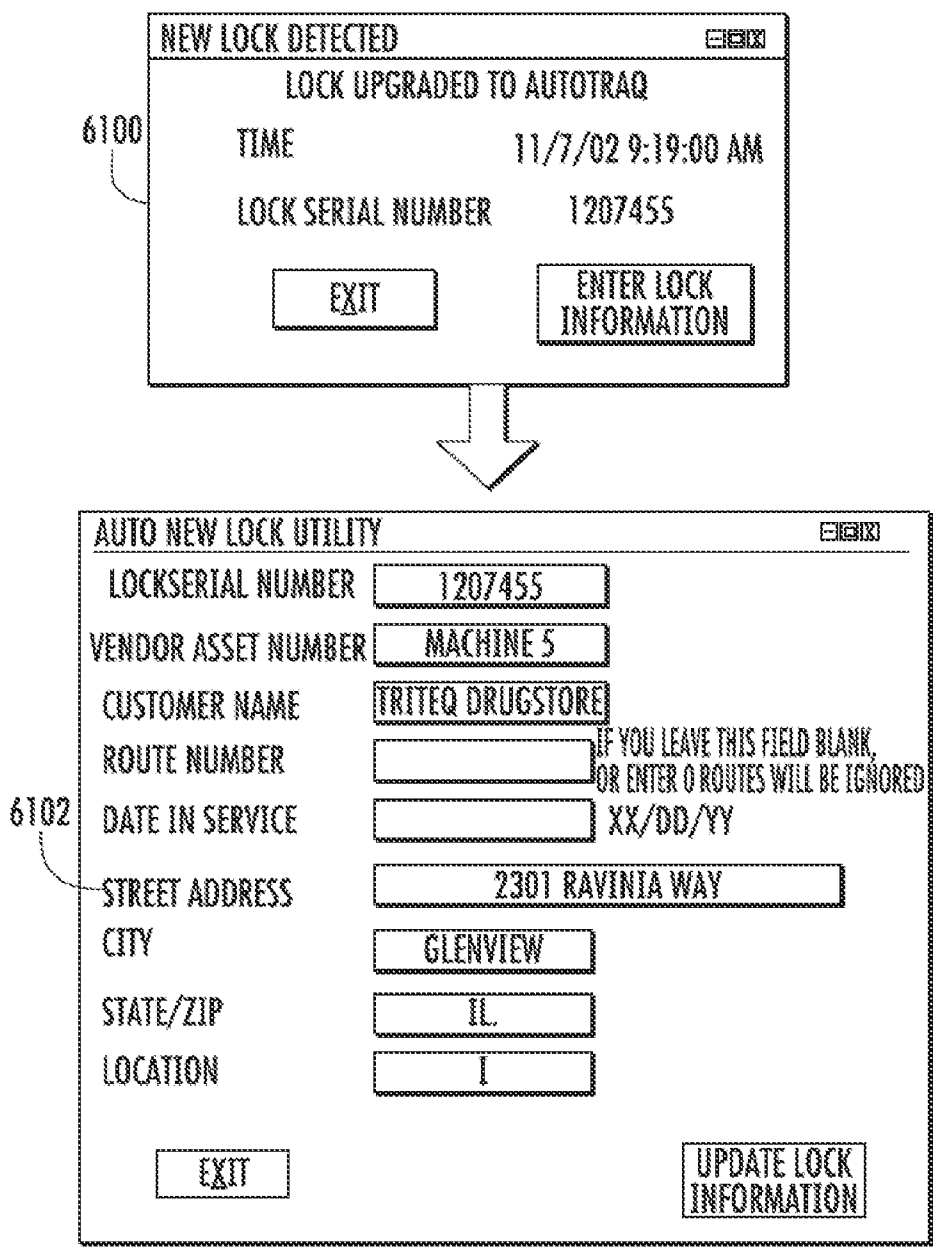 NEW LOCK DETECTED
LOCK UPGRADED TO AUTOTRAQ
6100
TIME 11/7/02 9:19:00 AM
LOCK SERIAL NUMBER 1207455
EXIT
ENTER LOCK
INFORMATION
AUTO NEW LOCK UTILITY
LOCKSERIAL NUMBER 1207455
VENDOR ASSET NUMBER MACHINE 5
CUSTOMER NAME TRITEQ DRUGSTORE
ROUTE NUMBER
IF YOU LEAVE THIS FIELD BLANK,
OR ENTER 0 ROUTES WILL BE IGNORED
6102
DATE IN SERVICE XX/DD/YY
STREET ADDRESS 2301 RAVINIA WAY
CITY GLENVIEW
STATE/ZIP IL.
LOCATION I
EXIT
UPDATE LOCK
INFORMATION